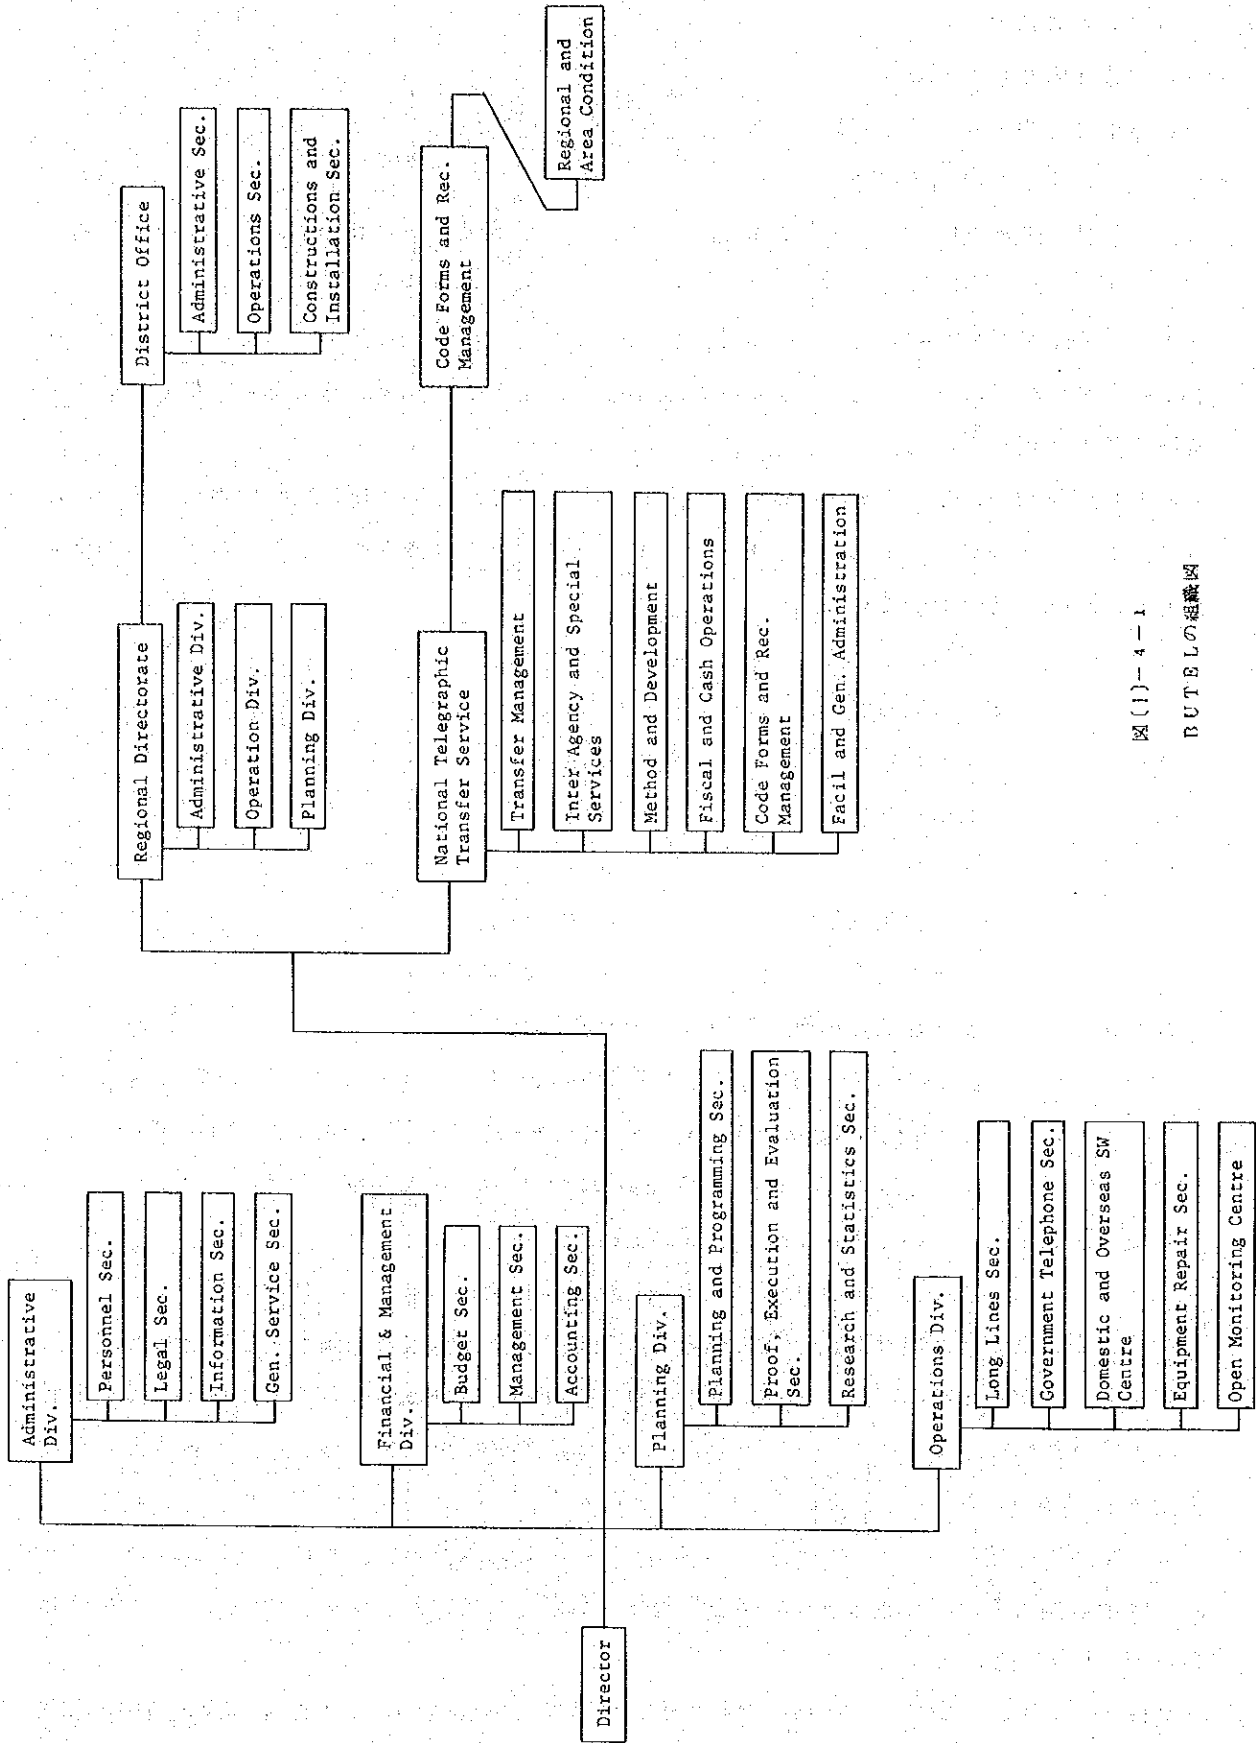 Director
Administrative
Div.
Personnel Sec.
Legal Sec.
Information Sec.
Gen. Service Sec.
Financial & Management
Div.
Budget Sec.
Management Sec.
Accounting Sec.
Planning Div.
Planning and Programming Sec.
Proof, Execution and Evaluation
Sec.
Research and Statistics Sec.
Operations Div.
Long Lines Sec.
Government Telephone Sec.
Domestic and Overseas SW
Centre
Equipment Repair Sec.
Open Monitoring Centre
Regional Directorate
Administrative Div.
Operation Div.
Planning Div.
National Telegraphic
Transfer Service
Transfer Management
Inter Agency and Special
Services
Method and Development
Fiscal and Cash Operations
Code Forms and Rec.
Management
Facil and Gen. Administration
District Office
Administrative Sec.
Operations Sec.
Constructions and
Installation Sec.
Code Forms and Rec.
Management
Regional and
Area Condition
図〔1〕-4-1
BUTELの組織図